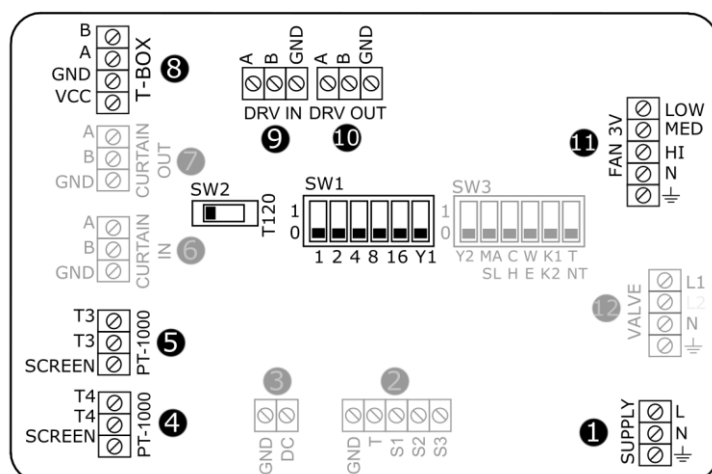 B
A
GND
VCC
T-BOX
8
A
B
GND
DRV IN
9
A
B
GND
DRV OUT
10
LOW
MED
HI
N
FAN 3V
11
A
B
GND
CURTAIN
OUT
7
SW2
T120
SW1
1
0
1 2 4 8 16 Y1
SW3
1
0
Y2 MA C W K1 T
SL H E K2 NT
A
B
GND
CURTAIN
IN
6
L1
L2
N
VALVE
12
T3
T3
SCREEN
PT-1000
5
T4
T4
SCREEN
PT-1000
4
3
GND
DC
2
GND
T
S1
S2
S3
1
SUPPLY
L
N